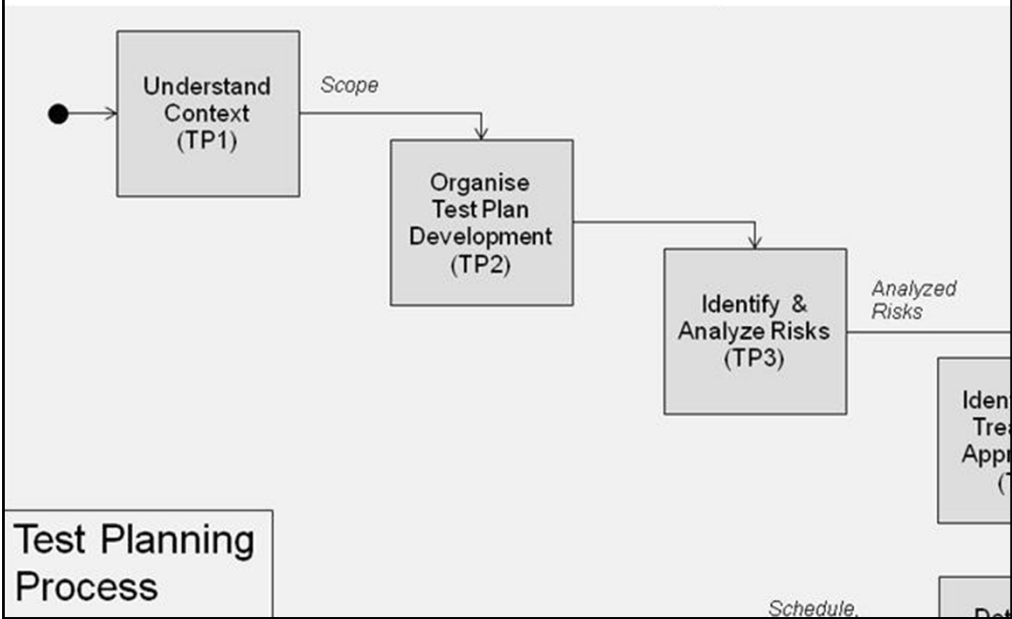 Understand
Context
(TP1)
Scope
Organise
Test Plan
Development
(TP2)
Identify &
Analyze Risks
(TP3)
Analyzed
Risks
Test Planning
Process
Schedule,